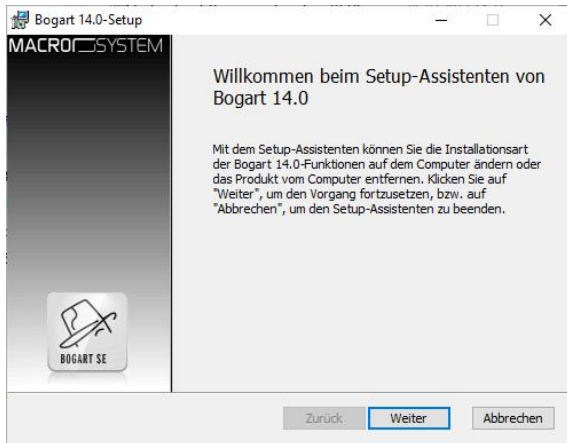 Bogart 14.0-Setup
MACROSYSTEM
Willkommen beim Setup-Assistenten von
Bogart 14.0
Mit dem Setup-Assistenten können Sie die Installationsart
der Bogart 14.0-Funktionen auf dem Computer ändern oder
das Produkt vom Computer entfernen. Klicken Sie auf
"Weiter", um den Vorgang fortzusetzen, bzw. auf
"Abbrechen", um den Setup-Assistenten zu beenden.
BOGART SE
Zurück
Weiter
Abbrechen